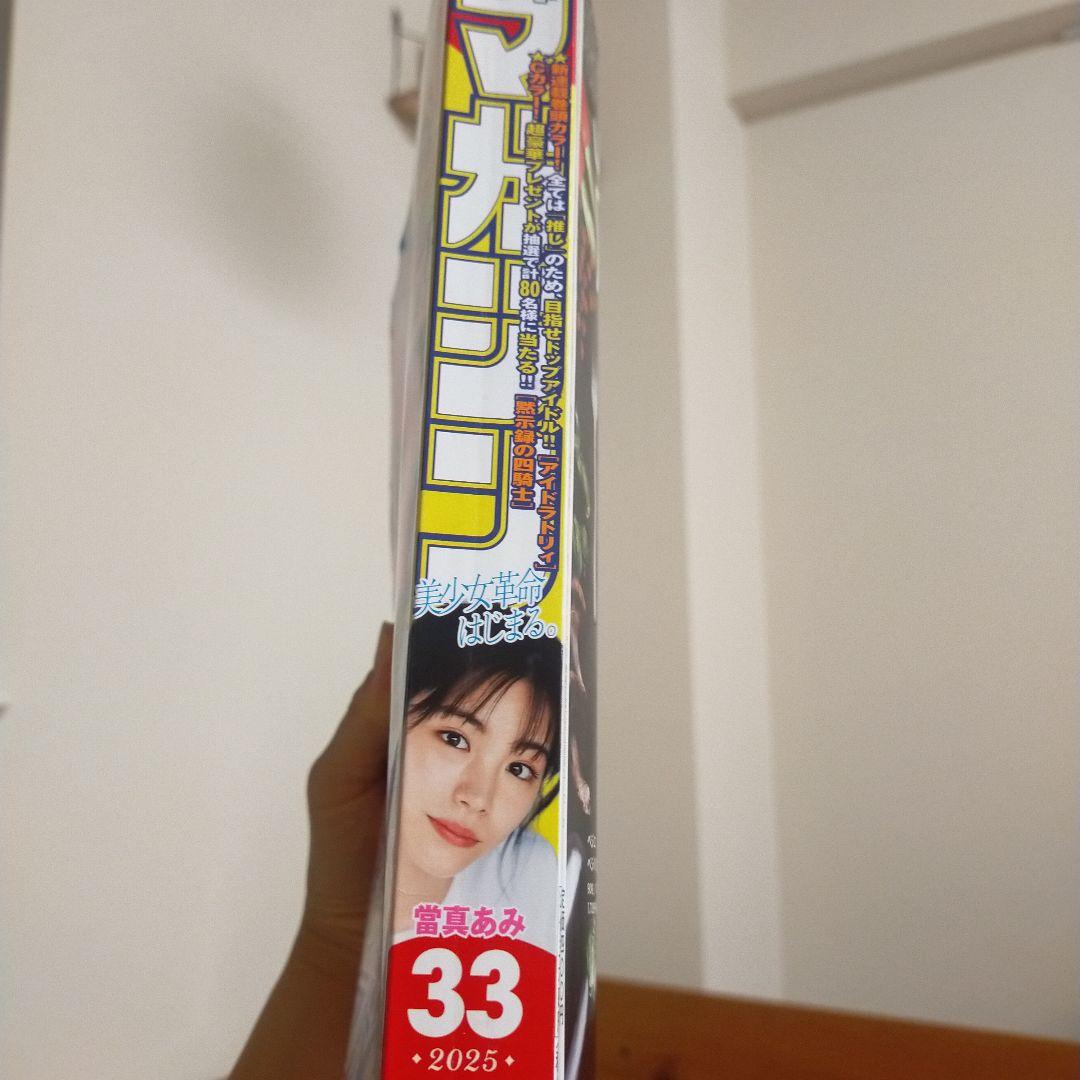 マガジン
★新連載巻頭カラー!全ては「推し」のため、目指せトップアイドル!![アイドラトリィ]
★Cカラー!超豪華プレゼントが抽選で計80名様に当たる!![黙示録の四騎士]
美少女革命
はじまる。
當真あみ
33
2025